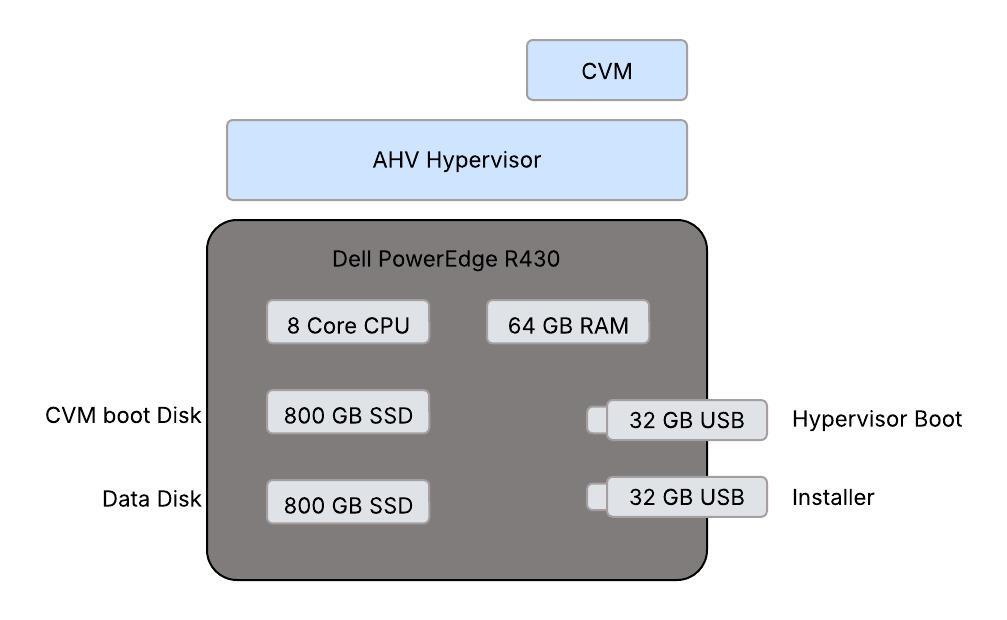 CVM
AHV Hypervisor
Dell PowerEdge R430
8 Core CPU
64 GB RAM
CVM boot Disk
800 GB SSD
32 GB USB
Hypervisor Boot
Data Disk
800 GB SSD
32 GB USB
Installer